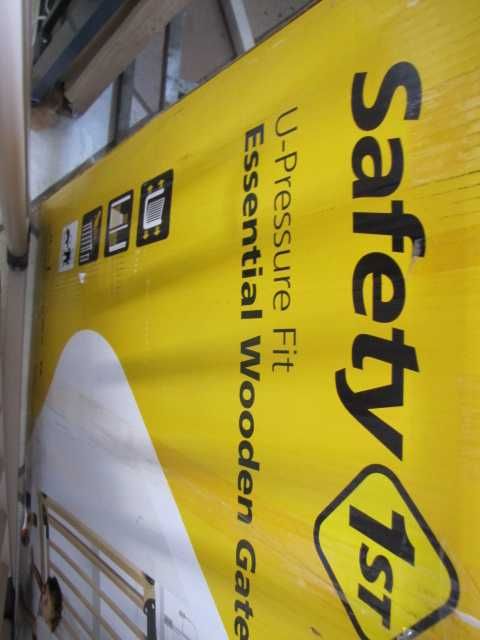 Safety 1ST
U-Pressure Fit
Essential Wooden Gate